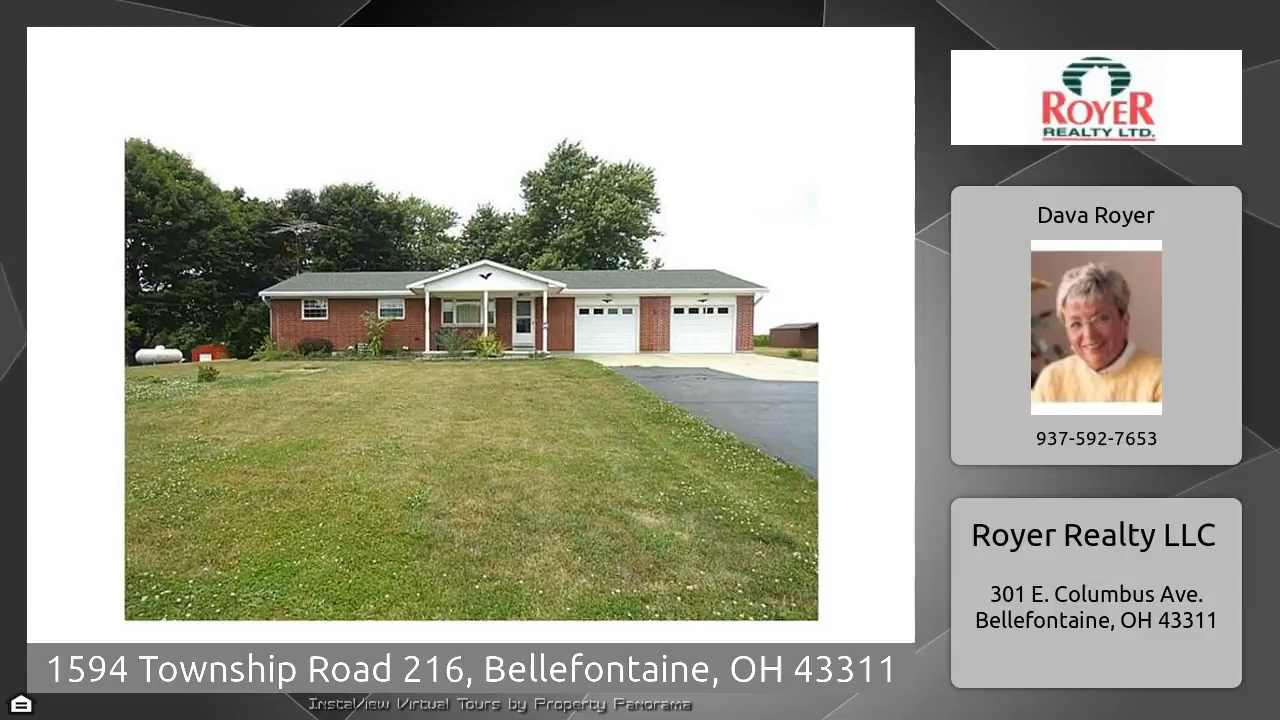 ROYER
REALTY LTD.
Dava Royer
937-592-7653
Royer Realty LLC
301 E. Columbus Ave.
Bellefontaine, OH 43311
1594 Township Road 216, Bellefontaine, OH 43311
InstaView Virtual Tours by Property Panorama